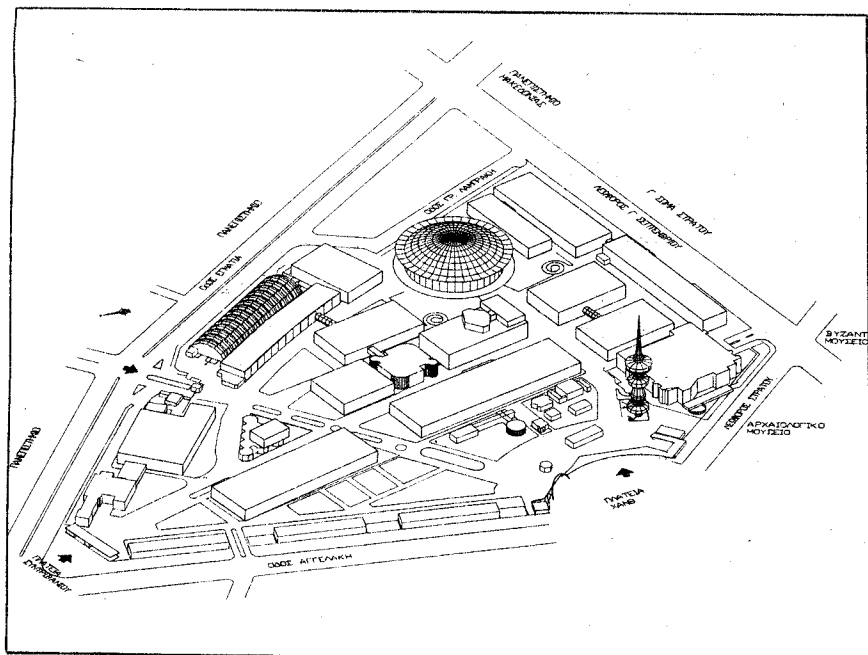 ΠΑΝΕΠΙΣΤΗΜΙΟ
ΜΑΚΕΔΟΝΙΑΣ
ΠΑΝΕΠΙΣΤΗΜΙΟ
ΟΔΟΣ ΓΡ. ΛΑΜΠΡΑΚΗ
Γ ΣΩΜΑ ΣΤΡΑΤΟΥ
ΛΕΩΦΟΡΟΣ Γ ΣΕΠΤΕΜΒΡΙΟΥ
ΟΔΟΣ ΕΓΝΑΤΙΑ
ΒΥΖΑΝΤ
ΜΟΥΣΕΙΟ
ΠΑΝΕΠΙΣΤΗΜΙΟ
ΛΕΩΦΟΡΟΣ ΣΤΡΑΤΟΥ
ΑΡΧΑΙΟΛΟΓΙΚΟ
ΜΟΥΣΕΙΟ
ΠΛΑΤΕΙΑ
ΧΑΝΘ
ΟΔΟΣ ΑΓΓΕΛΑΚΗ
ΠΛΑΤΕΙΑ
ΣΥΝΤΡΙΒΑΝΙΟΥ